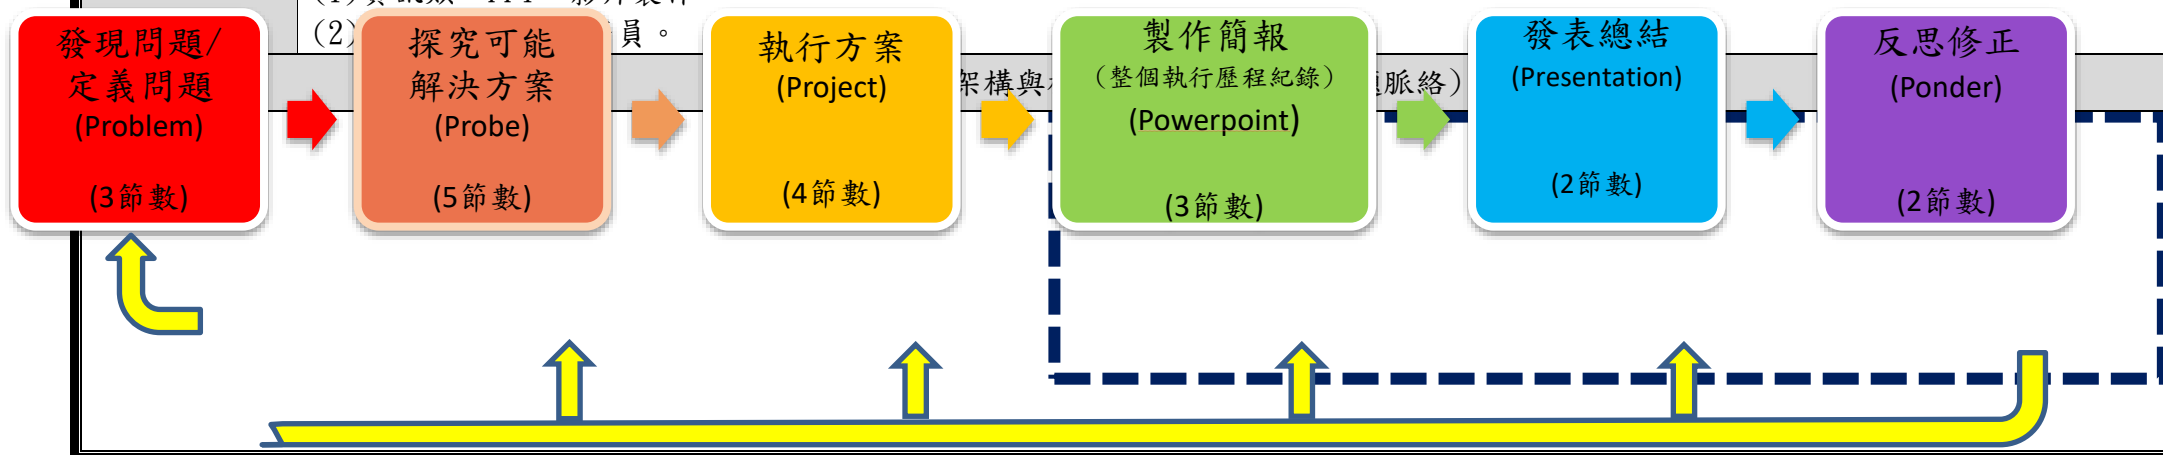 (2)
員。
架構與
脈絡)
發現問題/
定義問題
(Problem)
(3節數)
探究可能
解決方案
(Probe)
(5節數)
執行方案
(Project)
(4節數)
製作簡報
(整個執行歷程紀錄)
(Powerpoint)
(3節數)
發表總結
(Presentation)
(2節數)
反思修正
(Ponder)
(2節數)